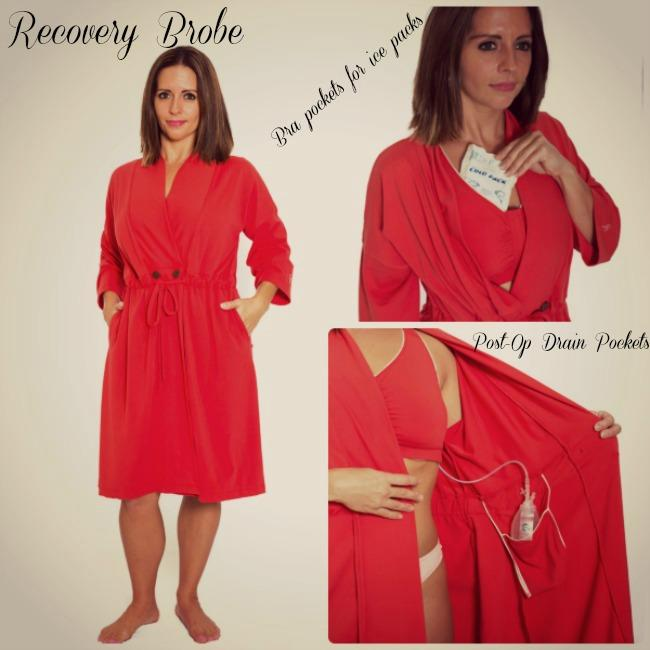 Recovery Brobe
Bra pockets for ice packs
COLD PACK
Post-Op Drain Pockets